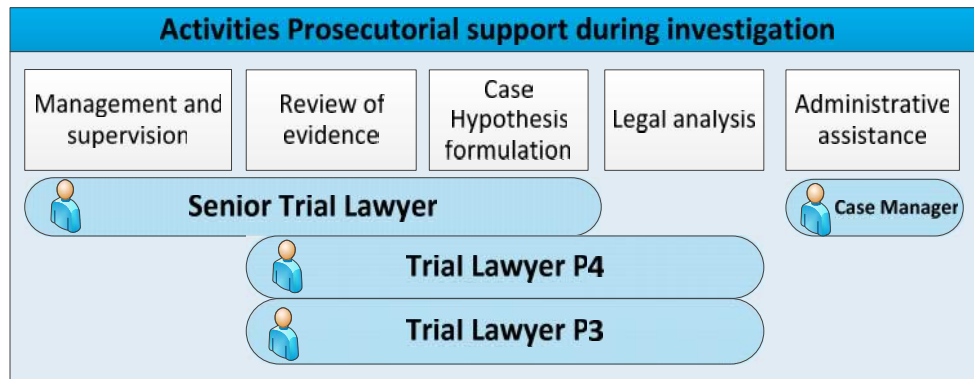 Activities Prosecutorial support during investigation
Management and
supervision
Review of
evidence
Case
Hypothesis
formulation
Legal analysis
Administrative
assistance
Senior Trial Lawyer
Case Manager
Trial Lawyer P4
Trial Lawyer P3